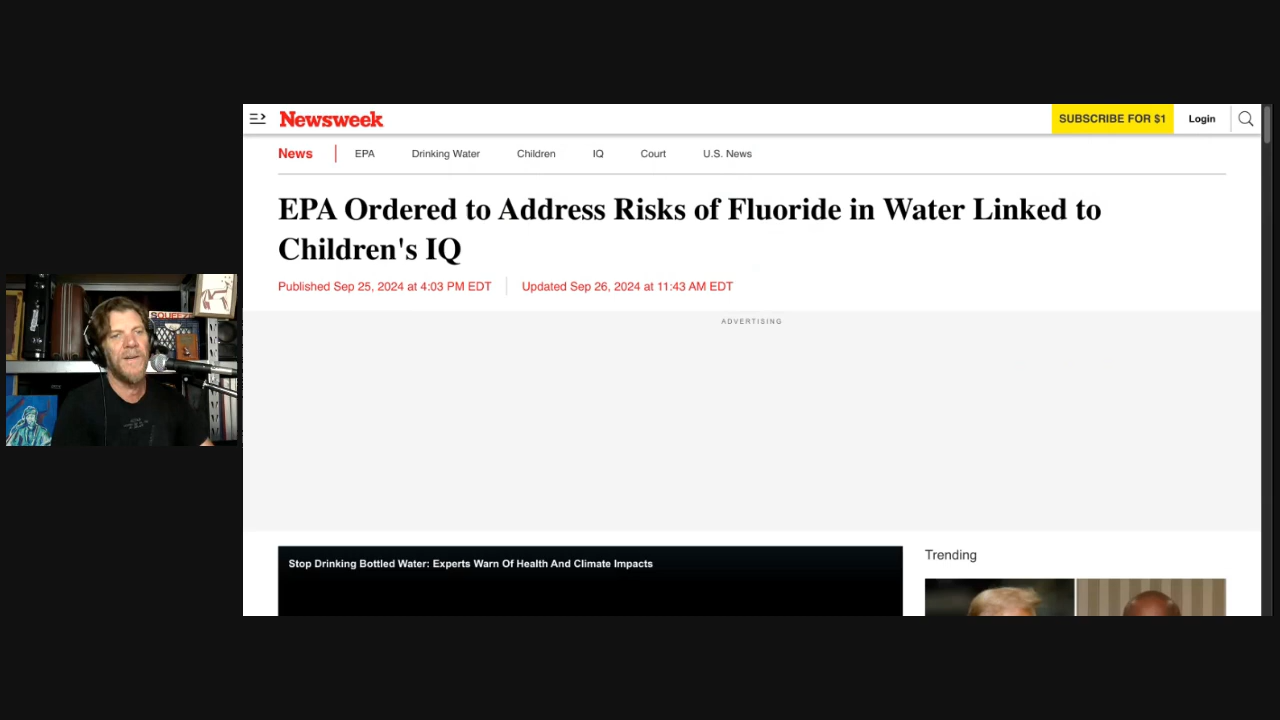 Newsweek
SUBSCRIBE FOR $1
Login
News
EPA
Drinking Water
Children
IQ
Court
U.S. News
EPA Ordered to Address Risks of Fluoride in Water Linked to
Children's IQ
Published Sep 25, 2024 at 4:03 PM EDT
Updated Sep 26, 2024 at 11:43 AM EDT
ADVERTISING
SQUEEZE
Stop Drinking Bottled Water: Experts Warn Of Health And Climate Impacts
Trending